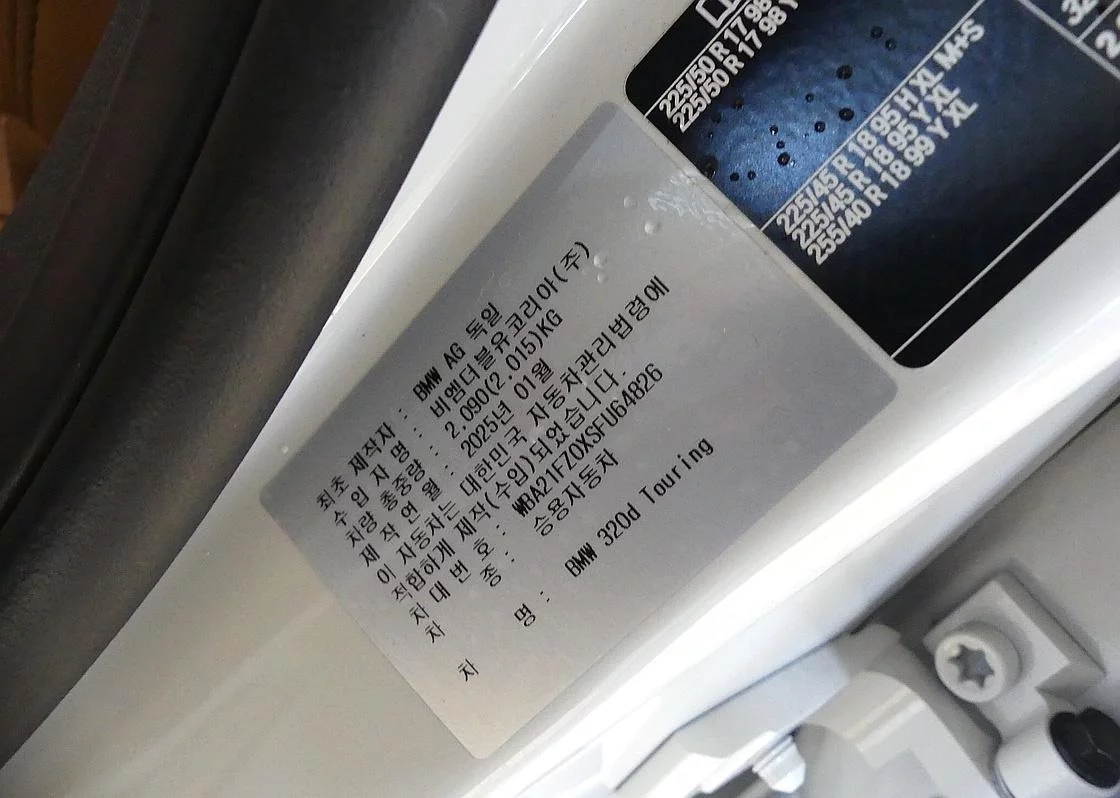 225/50 R 17 98
225/50 R 17 98 Y
225/45 R 18 95 H XL M+S
225/45 R 18 95 Y XL
255/40 R 18 99 Y XL
최초 제작자 : BMW AG 독일
수 입 자 명 : 비엠더블유코리아(주)
차량 총중량 : 2,090(2,015)KG
제 작 연 월 : 2025년 01월
이 자동차는 대한민국 자동차관리법령에
적합하게 제작(수입)되었습니다.
차 대 번 호 : WBA21FZ0XSFU64826
차 종 : 승용자동차
차 명 : BMW 320d Touring